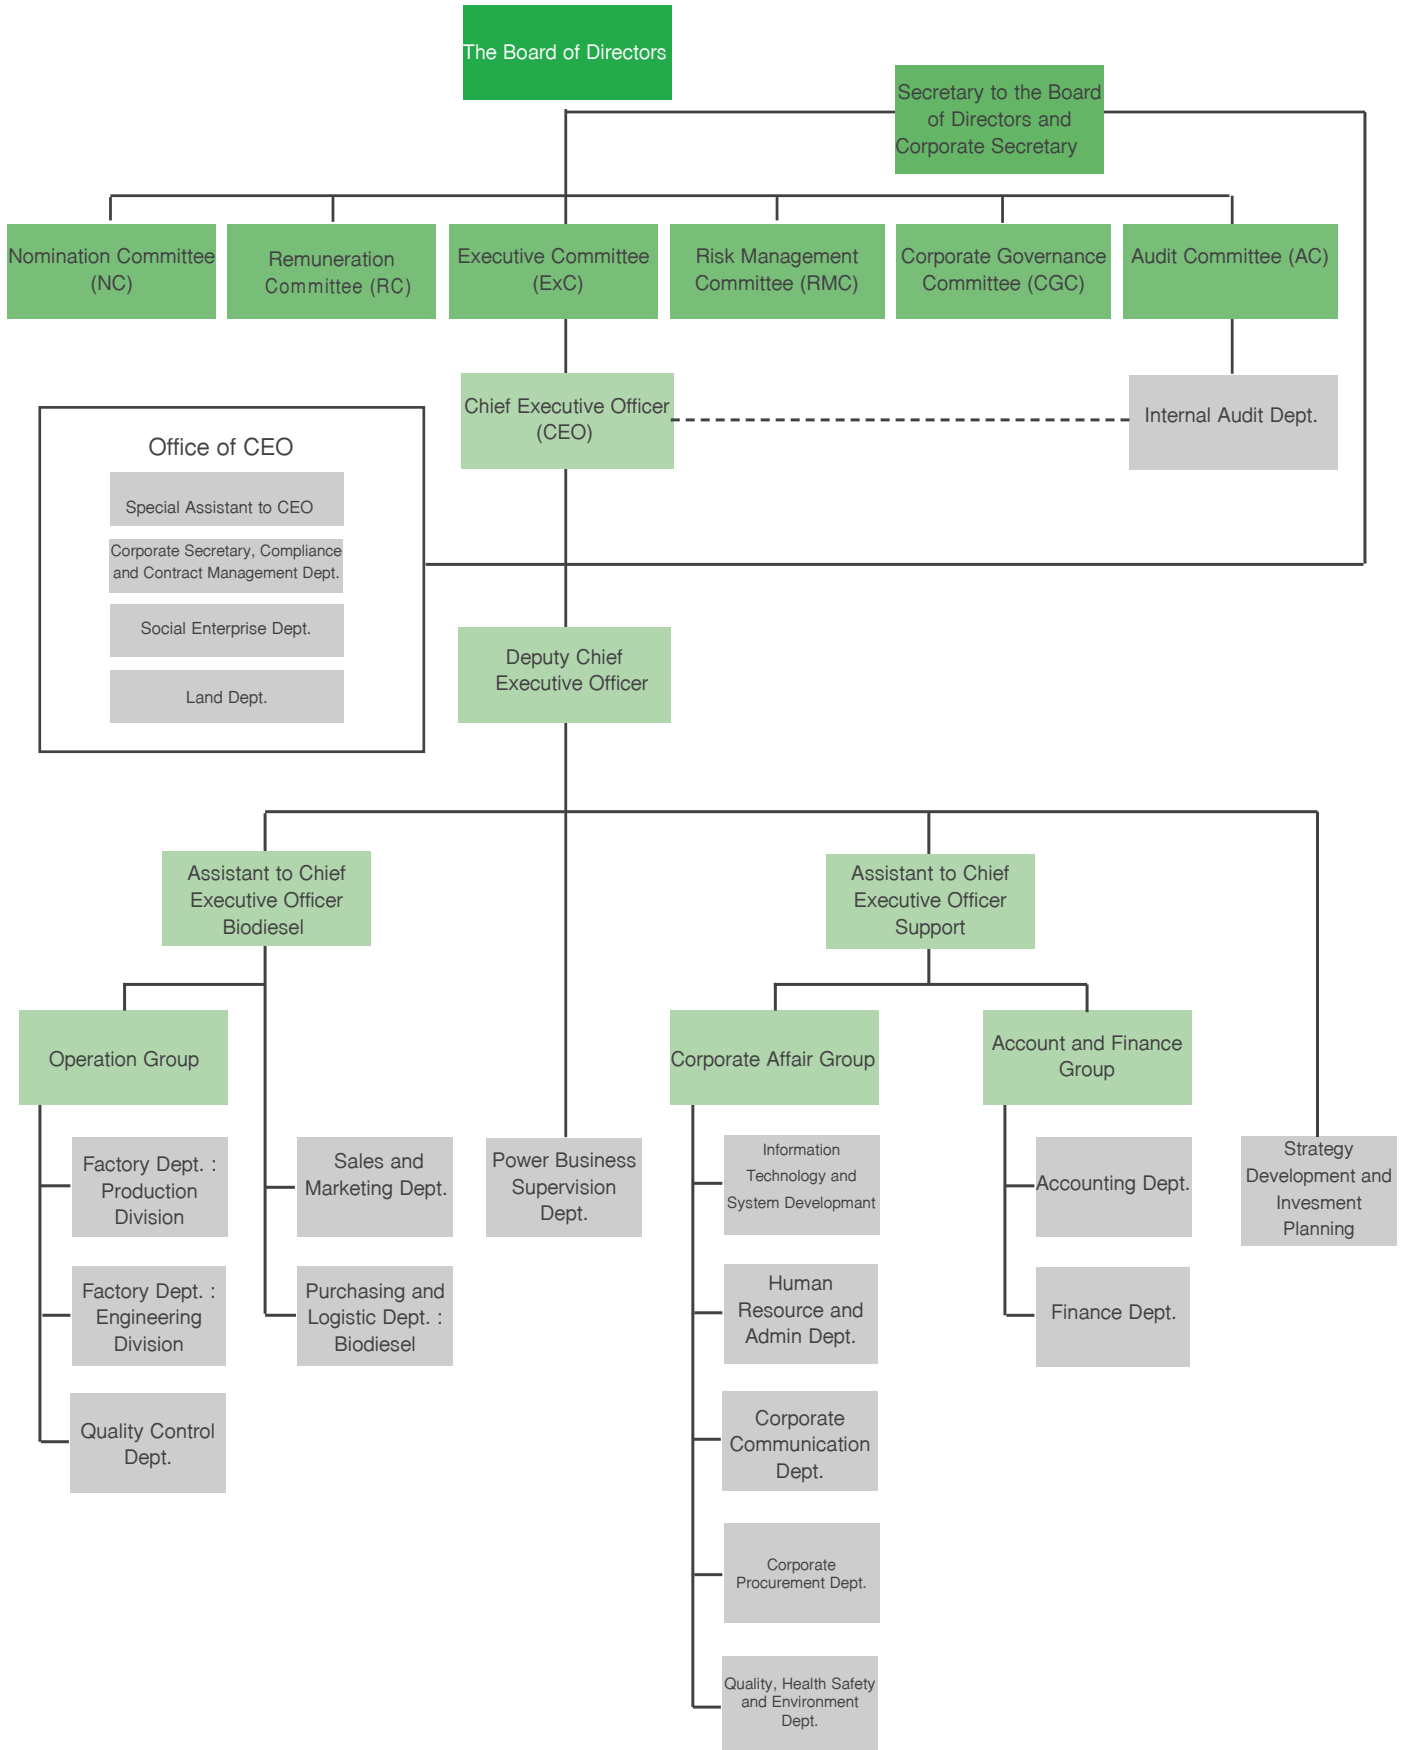 The Board of Directors
Secretary to the Board
of Directors and
Corporate Secretary
Nomination Committee
(NC)
Remuneration
Committee (RC)
Executive Committee
(ExC)
Risk Management
Committee (RMC)
Corporate Governance
Committee (CGC)
Audit Committee (AC)
Chief Executive Officer
(CEO)
Internal Audit Dept.
Office of CEO
Special Assistant to CEO
Corporate Secretary, Compliance
and Contract Management Dept.
Social Enterprise Dept.
Land Dept.
Deputy Chief
Executive Officer
Assistant to Chief
Executive Officer
Biodiesel
Assistant to Chief
Executive Officer
Support
Operation Group
Corporate Affair Group
Account and Finance
Group
Factory Dept. :
Production
Division
Sales and
Marketing Dept.
Power Business
Supervision
Dept.
Information
Technology and
System Developmant
Accounting Dept.
Strategy
Development and
Invesment
Planning
Factory Dept. :
Engineering
Division
Purchasing and
Logistic Dept. :
Biodiesel
Human
Resource and
Admin Dept.
Finance Dept.
Quality Control
Dept.
Corporate
Communication
Dept.
Corporate
Procurement Dept.
Quality, Health Safety
and Environment
Dept.